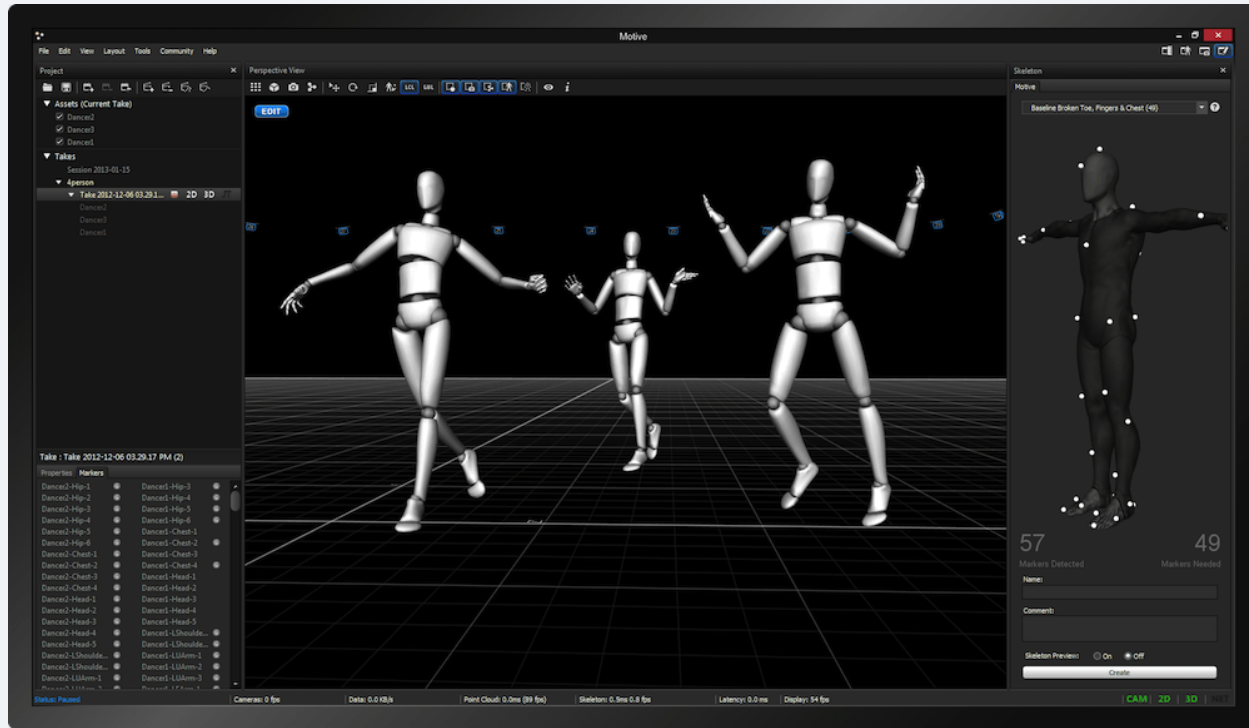 Motive
File Edit View Layout Tools Community Help
Project
Assets (Current Take)
Dancer2
Dancer3
Dancer1
Takes
Session 2013-01-15
4person
Take 2012-12-06 03.29.1... 2D 3D
Dancer2
Dancer3
Dancer1
Take : Take 2012-12-06 03.29.17 PM (2)
Properties Markers
Dancer2-Hip-1 Dancer1-Hip-3
Dancer2-Hip-2 Dancer1-Hip-4
Dancer2-Hip-3 Dancer1-Hip-5
Dancer2-Hip-4 Dancer1-Hip-6
Dancer2-Hip-5 Dancer1-Chest-1
Dancer2-Hip-6 Dancer1-Chest-2
Dancer2-Chest-1 Dancer1-Chest-3
Dancer2-Chest-2 Dancer1-Chest-4
Dancer2-Chest-3 Dancer1-Head-1
Dancer2-Chest-4 Dancer1-Head-2
Dancer2-Head-1 Dancer1-Head-3
Dancer2-Head-2 Dancer1-Head-4
Dancer2-Head-3 Dancer1-Head-5
Dancer2-Head-4 Dancer1-LShoulde...
Dancer2-Head-5 Dancer1-LShoulde...
Dancer2-LShoulde... Dancer1-LUArm-1
Dancer2-LShoulde... Dancer1-LUArm-2
Dancer2-LUArm-1 Dancer1-LUArm-3
Perspective View
LCL GBL
EDIT
Skeleton
Motive
Baseline Broken Toe, Fingers & Chest (49)
57 49
Markers Detected Markers Needed
Name:
Comment:
Skeleton Preview: On Off
Create
Status: Paused Cameras: 0 fps Data: 0.0 KB/s Point Cloud: 0.0ms (89 fps) Skeleton: 0.5ms 0.8 fps Latency: 0.0 ms Display: 54 fps CAM 2D 3D NET